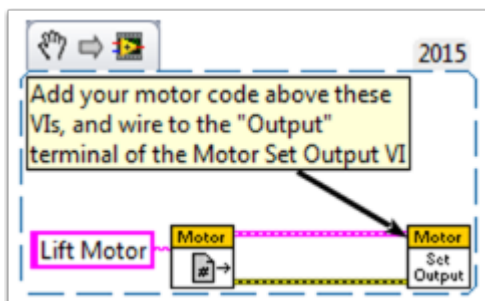 2015
Add your motor code above these
VIs, and wire to the "Output"
terminal of the Motor Set Output VI
Lift Motor
Motor
#
Motor
Set
Output